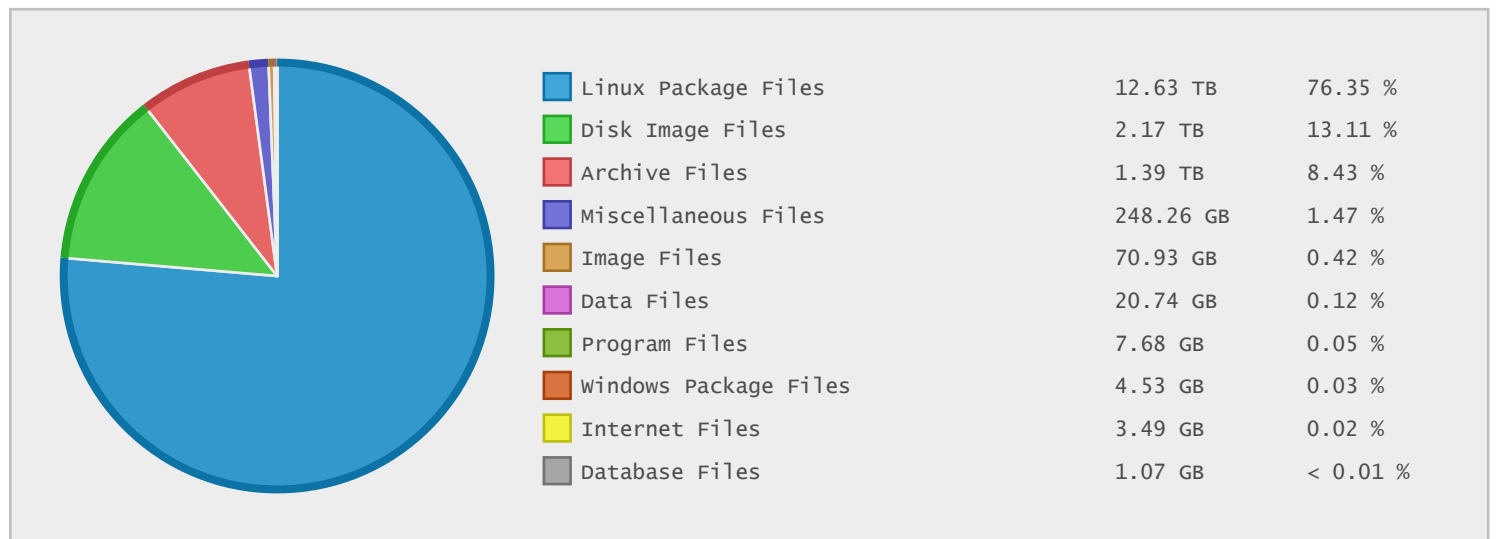 Linux Package Files 12.63 TB 76.35 %
Disk Image Files 2.17 TB 13.11 %
Archive Files 1.39 TB 8.43 %
Miscellaneous Files 248.26 GB 1.47 %
Image Files 70.93 GB 0.42 %
Data Files 20.74 GB 0.12 %
Program Files 7.68 GB 0.05 %
Windows Package Files 4.53 GB 0.03 %
Internet Files 3.49 GB 0.02 %
Database Files 1.07 GB < 0.01 %